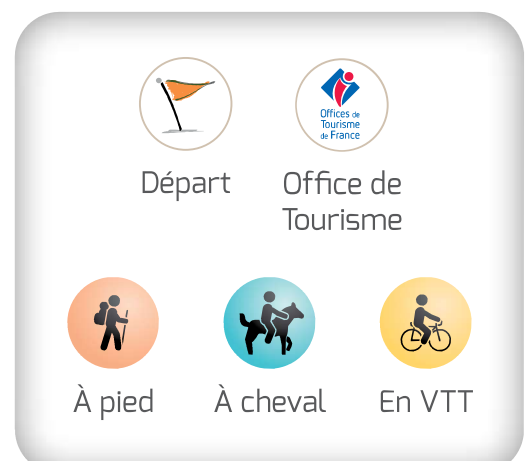 Offices de
Tourisme
de France
Départ
Office de
Tourisme
À pied
À cheval
En VTT